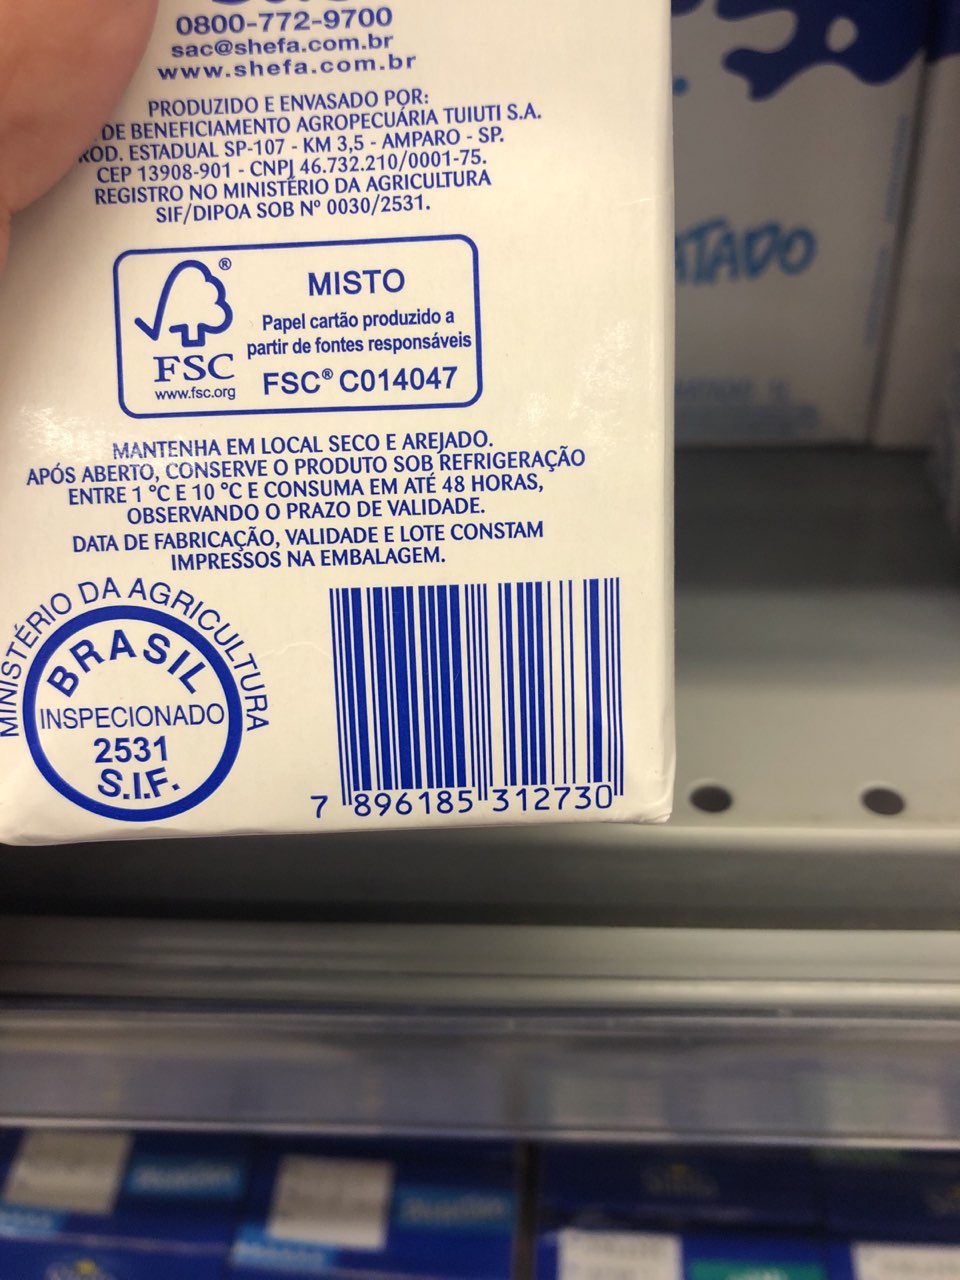 0800-772-9700
sac@shefa.com.br
www.shefa.com.br
PRODUZIDO E ENVASADO POR:
DE BENEFICIAMENTO AGROPECUÁRIA TUIUTI S.A.
ROD. ESTADUAL SP-107 - KM 3,5 - AMPARO - SP.
CEP 13908-901 - CNPJ 46.732.210/0001-75.
REGISTRO NO MINISTÉRIO DA AGRICULTURA
SIF/DIPOA SOB Nº 0030/2531.
®
MISTO
Papel cartão produzido a
partir de fontes responsáveis
FSC
www.fsc.org
FSC® C014047
MANTENHA EM LOCAL SECO E AREJADO.
APÓS ABERTO, CONSERVE O PRODUTO SOB REFRIGERAÇÃO
ENTRE 1 °C E 10 °C E CONSUMA EM ATÉ 48 HORAS,
OBSERVANDO O PRAZO DE VALIDADE.
DATA DE FABRICAÇÃO, VALIDADE E LOTE CONSTAM
IMPRESSOS NA EMBALAGEM.
MINISTÉRIO DA AGRICULTURA
BRASIL
INSPECIONADO
2531
S.I.F.
7 896185 312730